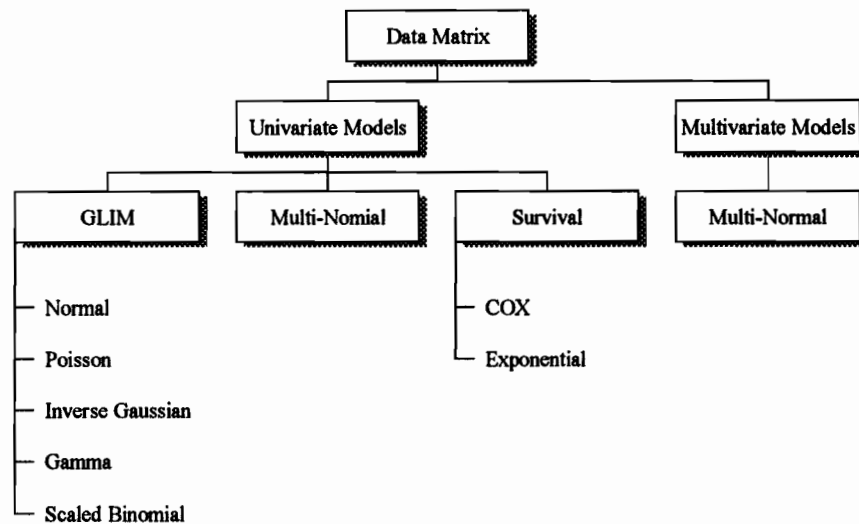 Data Matrix
Univariate Models
Multivariate Models
GLIM
Multi-Nomial
Survival
Multi-Normal
Normal
COX
Poisson
Exponential
Inverse Gaussian
Gamma
Scaled Binomial